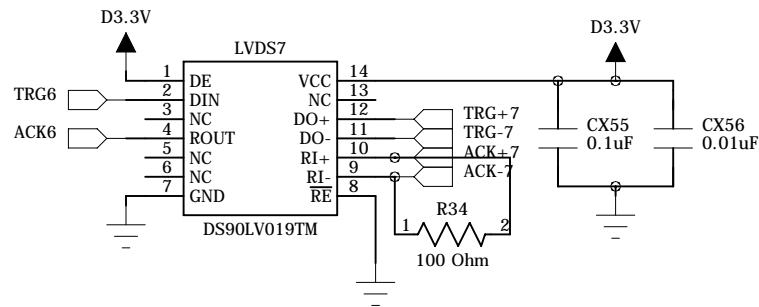 D3.3V
D3.3V
LVDS7
1 DE VCC 14
TRG6 2 DIN NC 13
3 NC DO+ 12 TRG+7
ACK6 4 ROUT DO- 11 TRG-7
5 NC RI+ 10 ACK+7
6 NC RI- 9 ACK-7
7 GND RE 8
CX55
0.1uF
CX56
0.01uF
DS90LV019TM
R34
1 2
100 Ohm